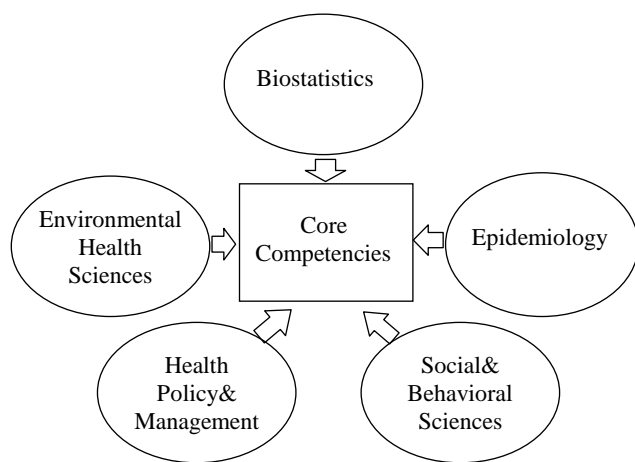 Biostatistics
Environmental
Health
Sciences
Core
Competencies
Epidemiology
Health
Policy&
Management
Social&
Behavioral
Sciences